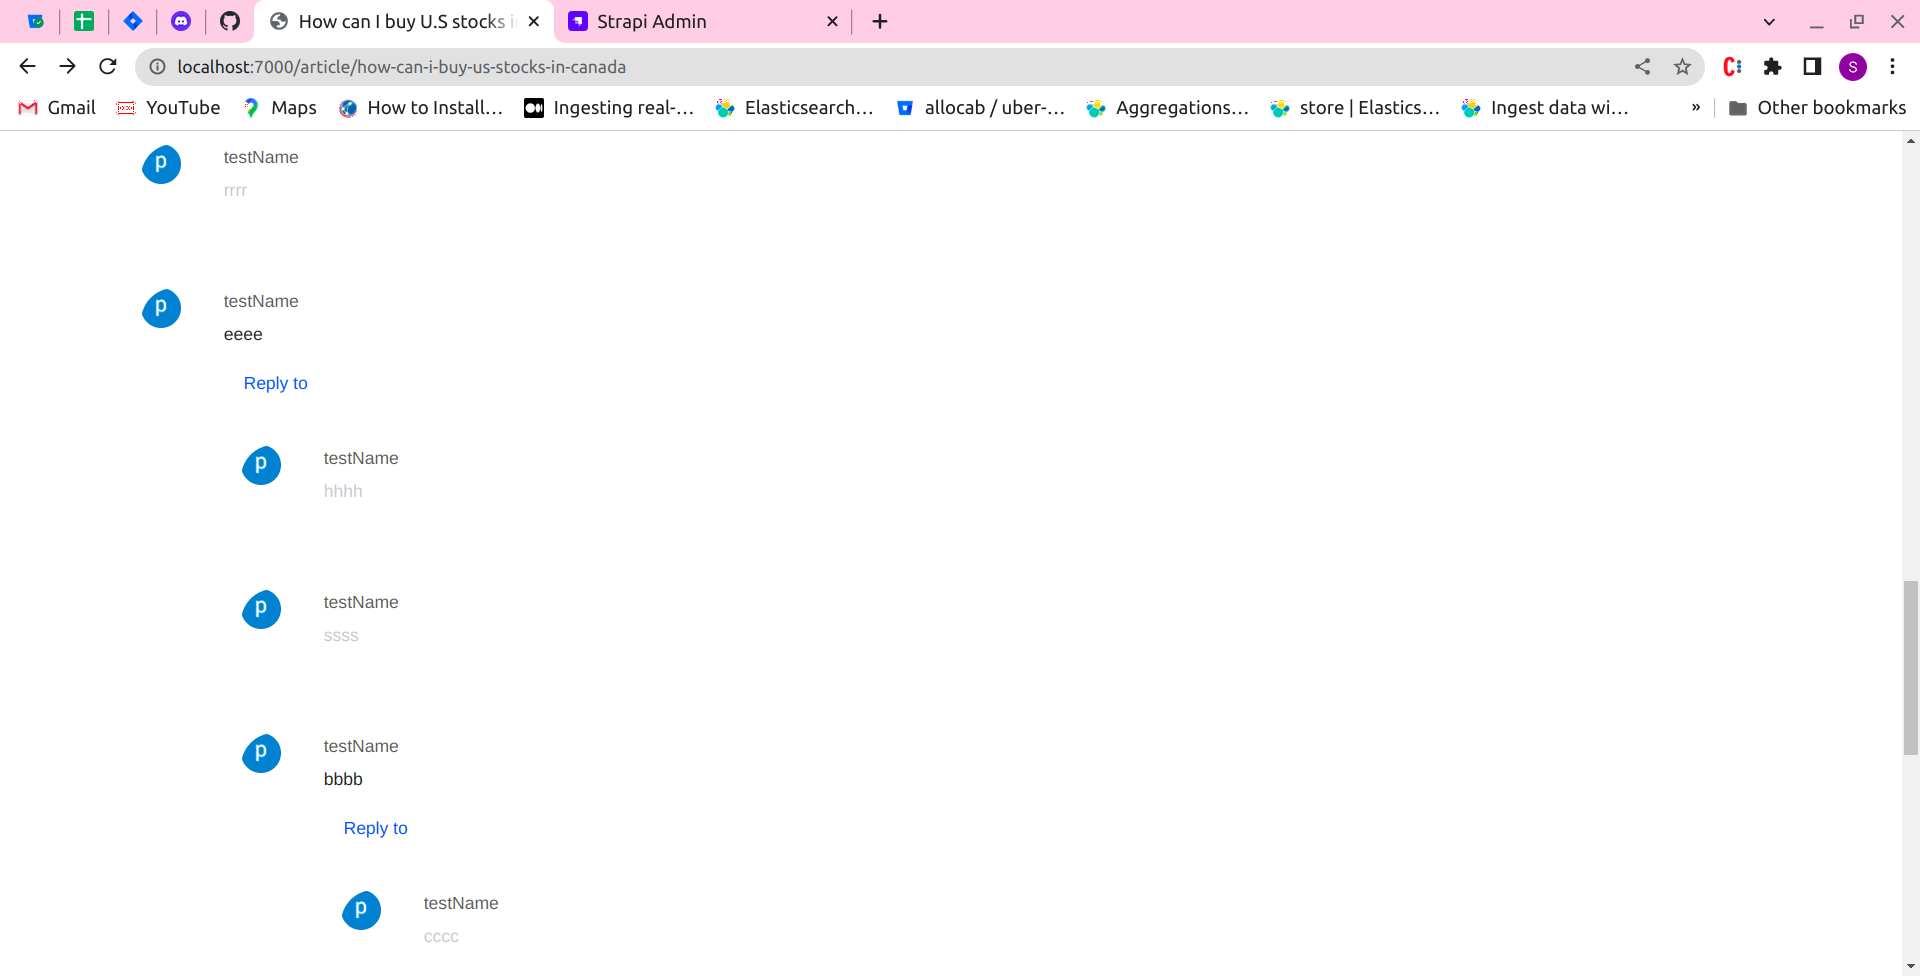 How can I buy U.S stocks i
Strapi Admin
localhost:7000/article/how-can-i-buy-us-stocks-in-canada
S
Gmail YouTube Maps How to Install... Ingesting real-... Elasticsearch... allocab / uber-... Aggregations... store | Elastics... Ingest data wi... » Other bookmarks
p testName
rrrr
p testName
eeee
Reply to
p testName
hhhh
p testName
ssss
p testName
bbbb
Reply to
p testName
cccc